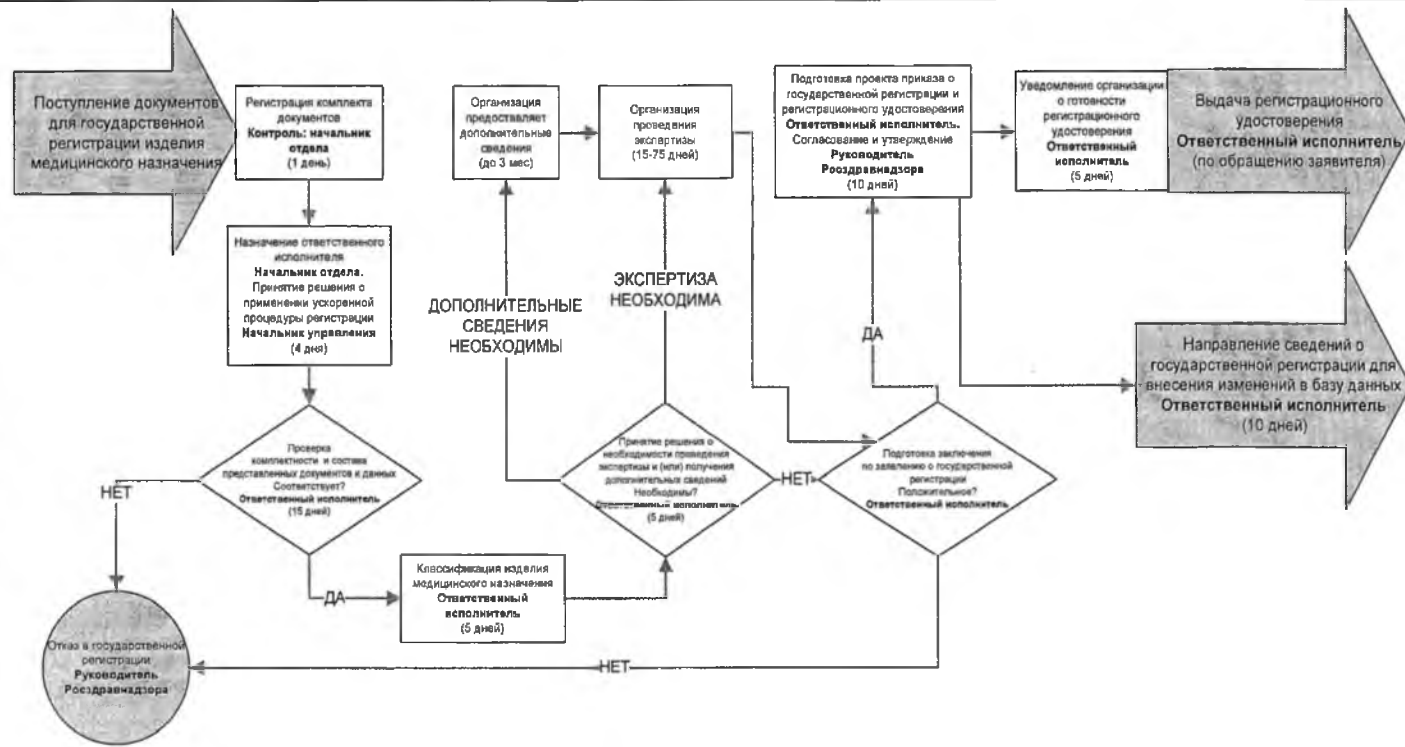 Поступление документов
для государственной
регистрации изделия
медицинского назначения
Регистрация комплекта
документов
Контроль: начальник
отдела
(1 день)
Назначение ответственного
исполнителя
Начальник отдела.
Принятие решения о
применении ускоренной
процедуры регистрации
Начальник управления
(4 дня)
Проверка
комплектности и состава
представленных документов и данных
Соответствует?
Ответственный исполнитель
(15 дней)
НЕТ
ДА
Отказ в государственной
регистрации
Руководитель
Росздравнадзора
Классификация изделия
медицинского назначения
Ответственный
исполнитель
(5 дней)
Принятие решения о
необходимости проведения
экспертизы и (или) получения
дополнительных сведений
Необходимы?
Ответственный исполнитель
(5 дней)
ДОПОЛНИТЕЛЬНЫЕ
СВЕДЕНИЯ
НЕОБХОДИМЫ
ЭКСПЕРТИЗА
НЕОБХОДИМА
Организация
предоставляет
дополнительные
сведения
(до 3 мес)
Организация
проведения
экспертизы
(15-75 дней)
НЕТ
Подготовка заключения
по заявлению о государственной
регистрации
Положительное?
Ответственный исполнитель
НЕТ
ДА
Подготовка проекта приказа о
государственной регистрации и
регистрационного удостоверения
Ответственный исполнитель.
Согласование и утверждение
Руководитель
Росздравнадзора
(10 дней)
Уведомление организации
о готовности
регистрационного
удостоверения
Ответственный
исполнитель
(5 дней)
Выдача регистрационного
удостоверения
Ответственный исполнитель
(по обращению заявителя)
Направление сведений о
государственной регистрации для
внесения изменений в базу данных
Ответственный исполнитель
(10 дней)